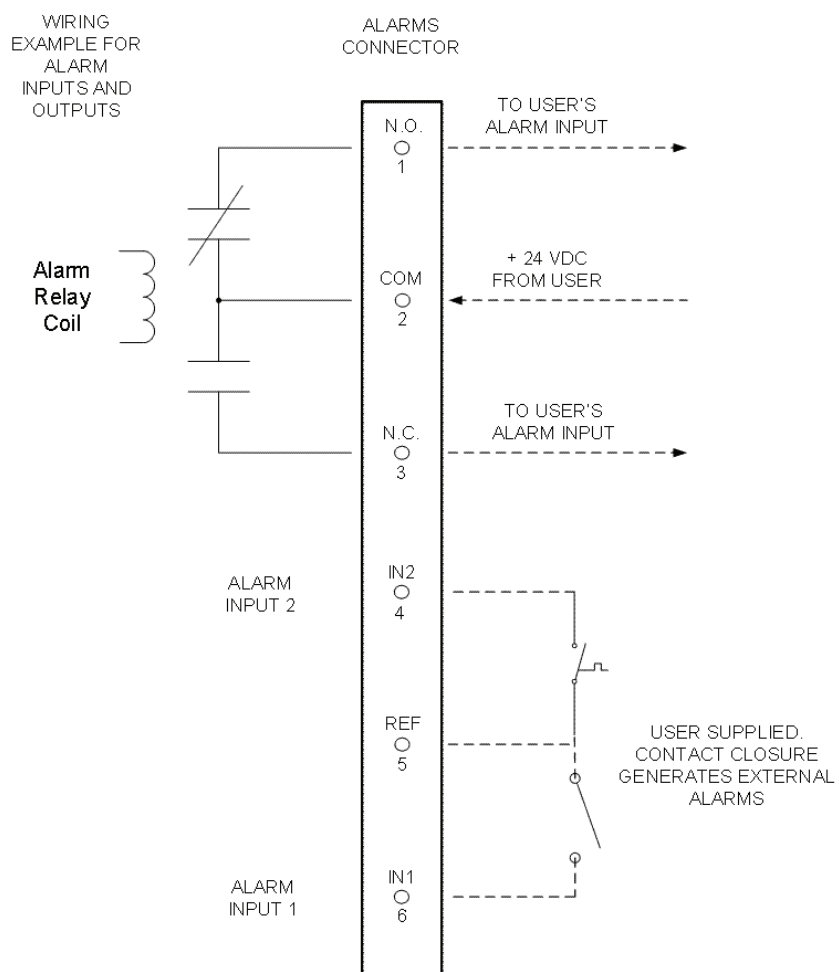 WIRING
EXAMPLE FOR
ALARM
INPUTS AND
OUTPUTS
ALARMS
CONNECTOR
N.O.
1
TO USER'S
ALARM INPUT
Alarm
Relay
Coil
COM
2
+ 24 VDC
FROM USER
N.C.
3
TO USER'S
ALARM INPUT
ALARM
INPUT 2
IN2
4
REF
5
USER SUPPLIED.
CONTACT CLOSURE
GENERATES EXTERNAL
ALARMS
ALARM
INPUT 1
IN1
6